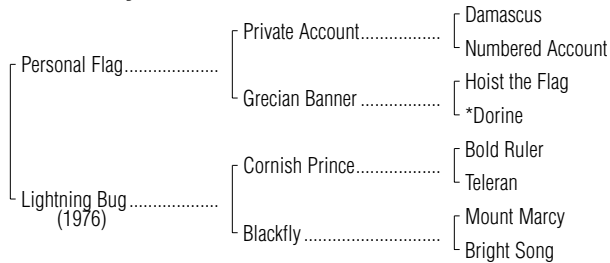 Damascus
Private Account..................
Numbered Account
Personal Flag....................
Hoist the Flag
Grecian Banner ..................
*Dorine
Bold Ruler
Cornish Prince...................
Teleran
Lightning Bug ...................
(1976)
Mount Marcy
Blackfly ..............................
Bright Song